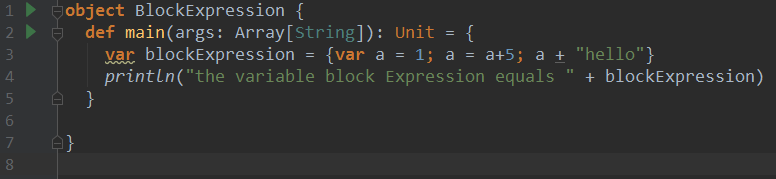 1 object BlockExpression {
2 def main(args: Array[String]): Unit = {
3 var blockExpression = {var a = 1; a = a+5; a + "hello"}
4 println("the variable block Expression equals " + blockExpression)
5 }
6
7 }
8